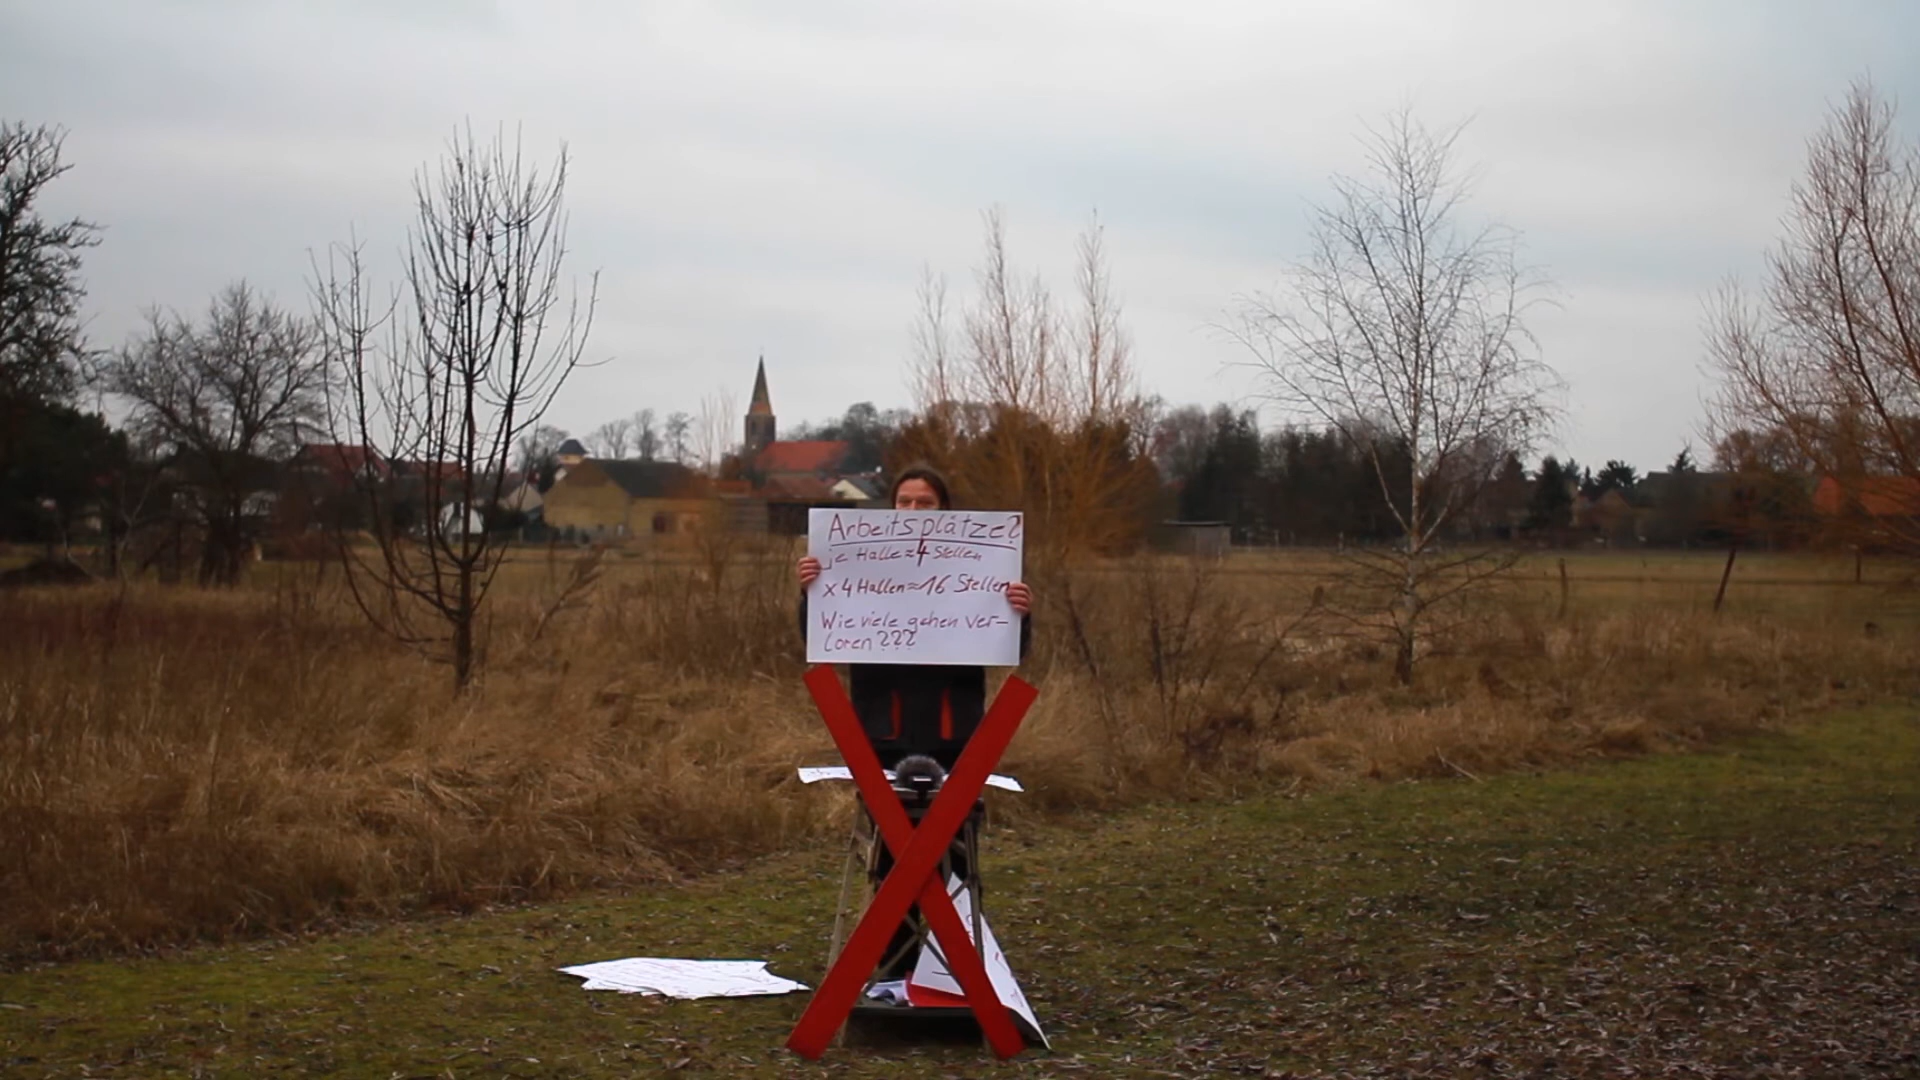 Arbeitsplätze?
je Halle ≈ 4 Stellen
x 4 Hallen ≈ 16 Stellen
Wie viele gehen ver-
loren???